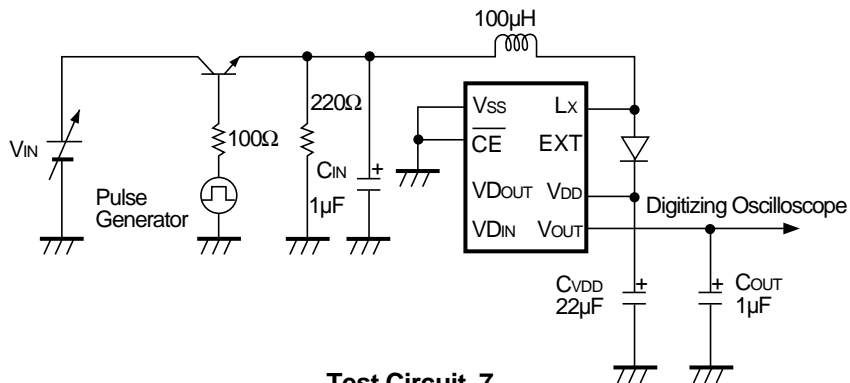 100µH
220Ω
100Ω
VIN
Pulse
Generator
CIN
+
1µF
VSS
LX
CE
EXT
VDOUT
VDD
VDIN
VOUT
Digitizing Oscilloscope
CVDD
+
22µF
COUT
+
1µF
Test Circuit 7